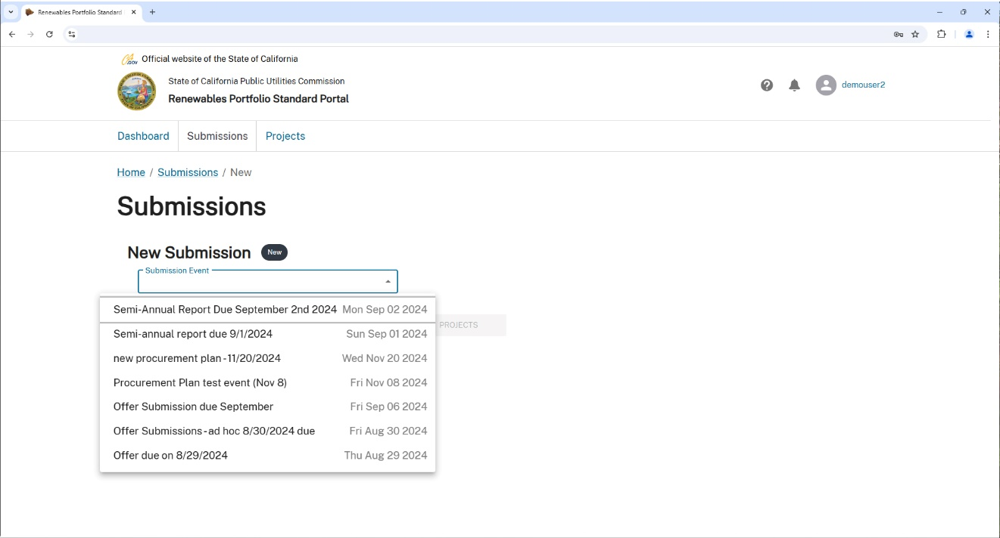 Renewables Portfolio Standard
Official website of the State of California
State of California Public Utilities Commission
Renewables Portfolio Standard Portal
demouser2
Dashboard
Submissions
Projects
Home / Submissions / New
Submissions
New Submission New
Submission Event
Semi-Annual Report Due September 2nd 2024 Mon Sep 02 2024
PROJECTS
Semi-annual report due 9/1/2024 Sun Sep 01 2024
new procurement plan - 11/20/2024 Wed Nov 20 2024
Procurement Plan test event (Nov 8) Fri Nov 08 2024
Offer Submission due September Fri Sep 06 2024
Offer Submissions - ad hoc 8/30/2024 due Fri Aug 30 2024
Offer due on 8/29/2024 Thu Aug 29 2024